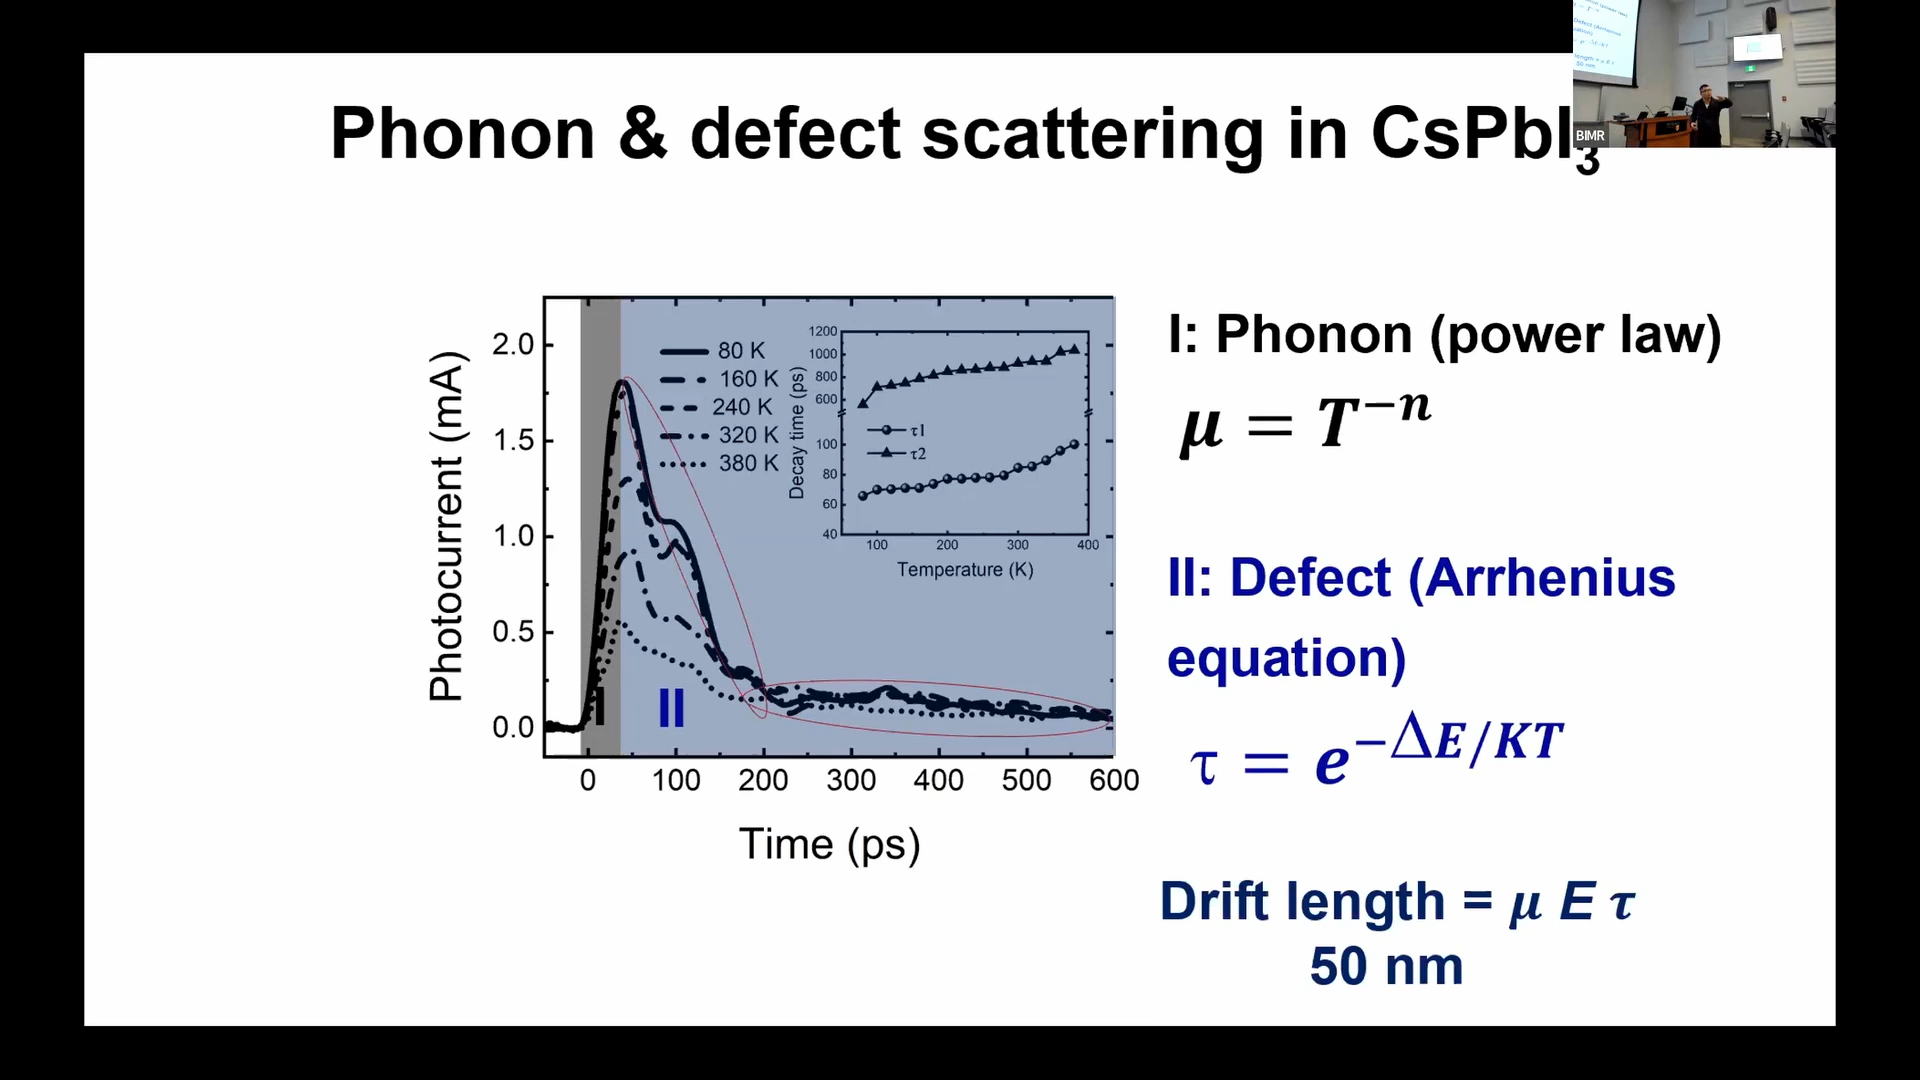 Phonon & defect scattering in CsPbI3
BIMR
Photocurrent (mA)
2.0
1.5
1.0
0.5
0.0
80 K
160 K
240 K
320 K
380 K
I
II
0 100 200 300 400 500 600
Time (ps)
Decay time (ps)
1200
1000
800
600
100
80
60
40
τ1
τ2
100 200 300 400
Temperature (K)
I: Phonon (power law)
μ = T⁻ⁿ
II: Defect (Arrhenius
equation)
τ = e^−ΔE/KT
Drift length = μ E τ
50 nm